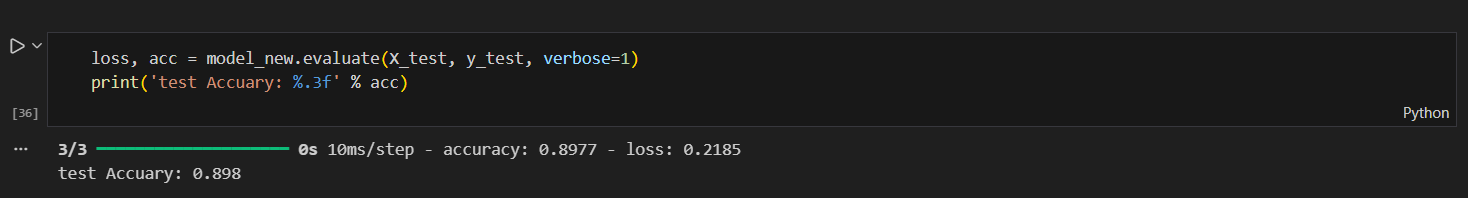 loss, acc = model_new.evaluate(X_test, y_test, verbose=1)
print('test Accuary: %.3f' % acc)
[36]
Python
... 3/3 ━━━━━━━━━━━━━━━━━━━━ 0s 10ms/step - accuracy: 0.8977 - loss: 0.2185
test Accuary: 0.898